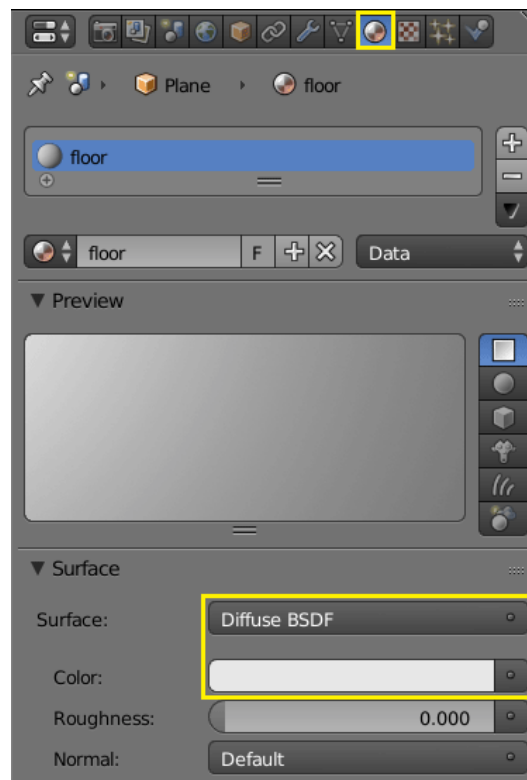 Plane floor
floor
floor F Data
Preview
Surface
Surface: Diffuse BSDF
Color:
Roughness: 0.000
Normal: Default